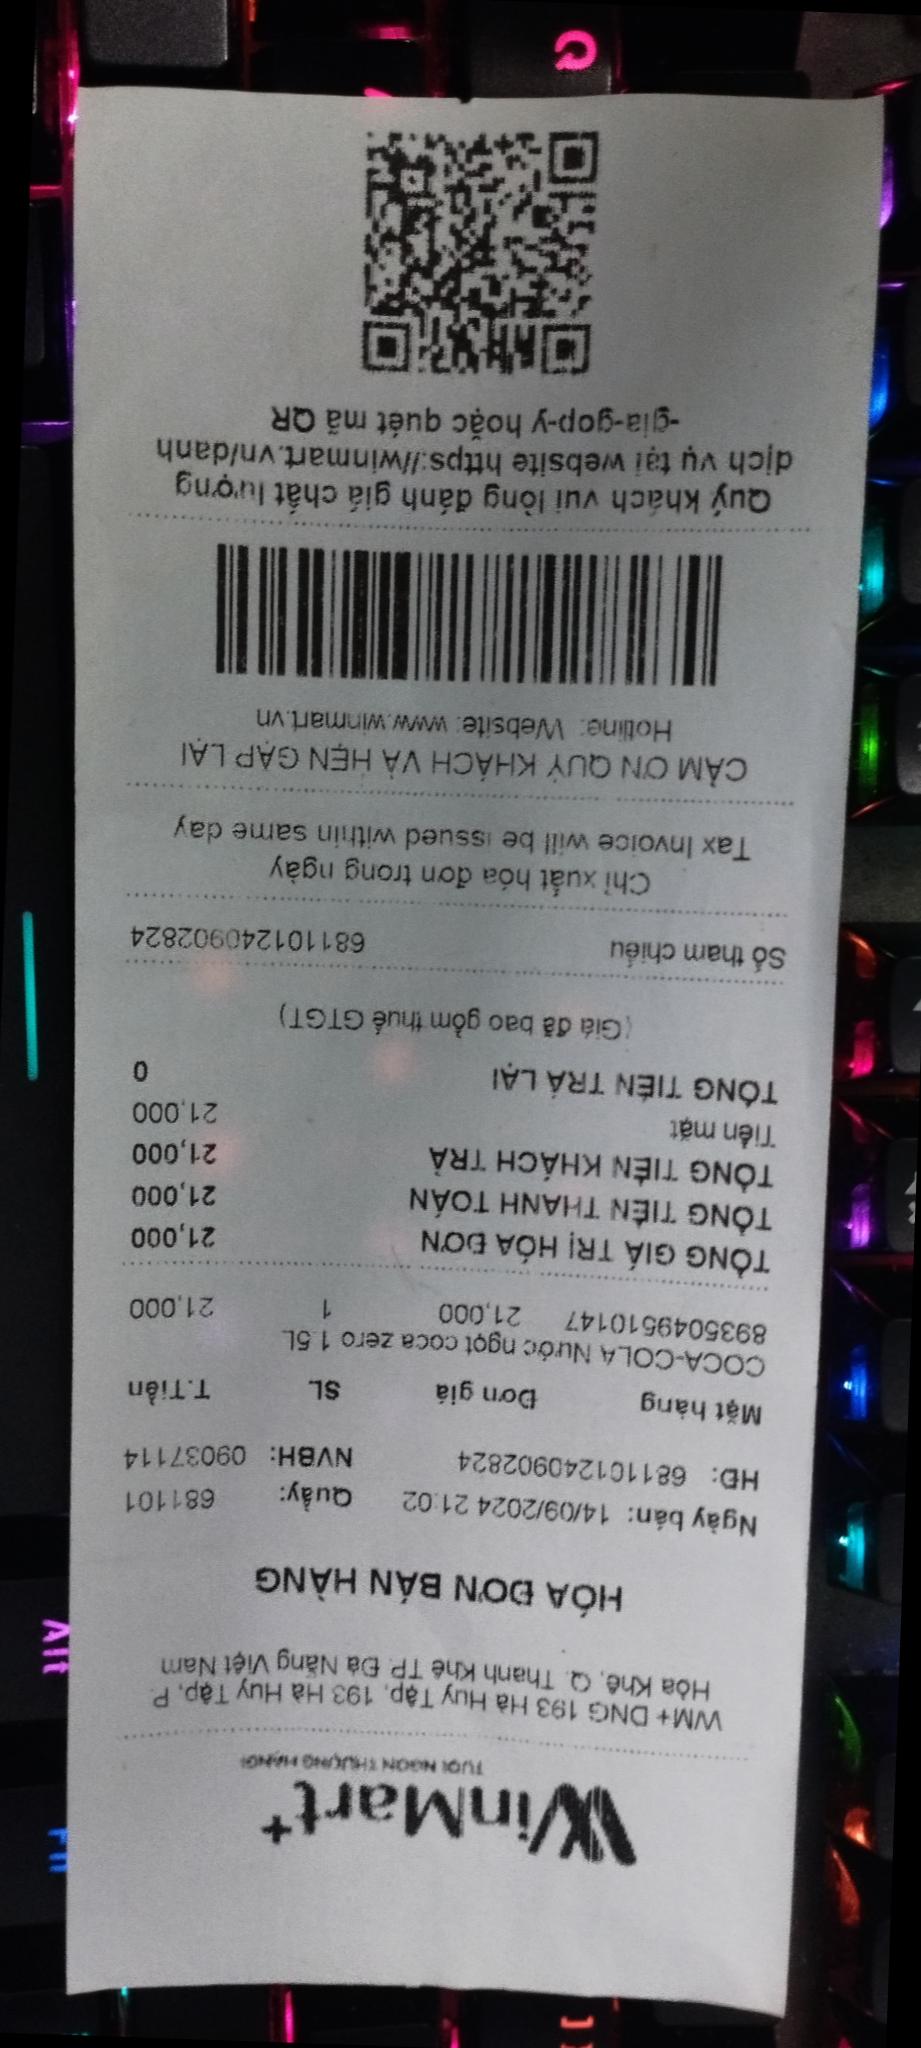 WinMart+
TƯƠI NGON THƯỢNG HẠNG
WM+ DNG 193 Hà Huy Tập, 193 Hà Huy Tập, P.
Hòa Khê, Q. Thanh Khê TP. Đà Nẵng Việt Nam
HÓA ĐƠN BÁN HÀNG
Ngày bán: 14/09/2024 21:02 Quầy: 681101
HĐ: 681101240902824 NVBH: 09037114
Mặt hàng Đơn giá SL T.Tiền
COCA-COLA Nước ngọt coca zero 1.5L
8935049510147 21,000 1 21,000
TỔNG GIÁ TRỊ HÓA ĐƠN 21,000
TỔNG TIỀN THANH TOÁN 21,000
TỔNG TIỀN KHÁCH TRẢ 21,000
Tiền mặt 21,000
TỔNG TIỀN TRẢ LẠI 0
(Giá đã bao gồm thuế GTGT)
Số tham chiếu 681101240902824
Chỉ xuất hóa đơn trong ngày
Tax Invoice will be issued within same day
CẢM ƠN QUÝ KHÁCH VÀ HẸN GẶP LẠI
Hotline: Website: www.winmart.vn
Quý khách vui lòng đánh giá chất lượng
dịch vụ tại website https://winmart.vn/danh
-gia-gop-y hoặc quét mã QR
Alt
Fn